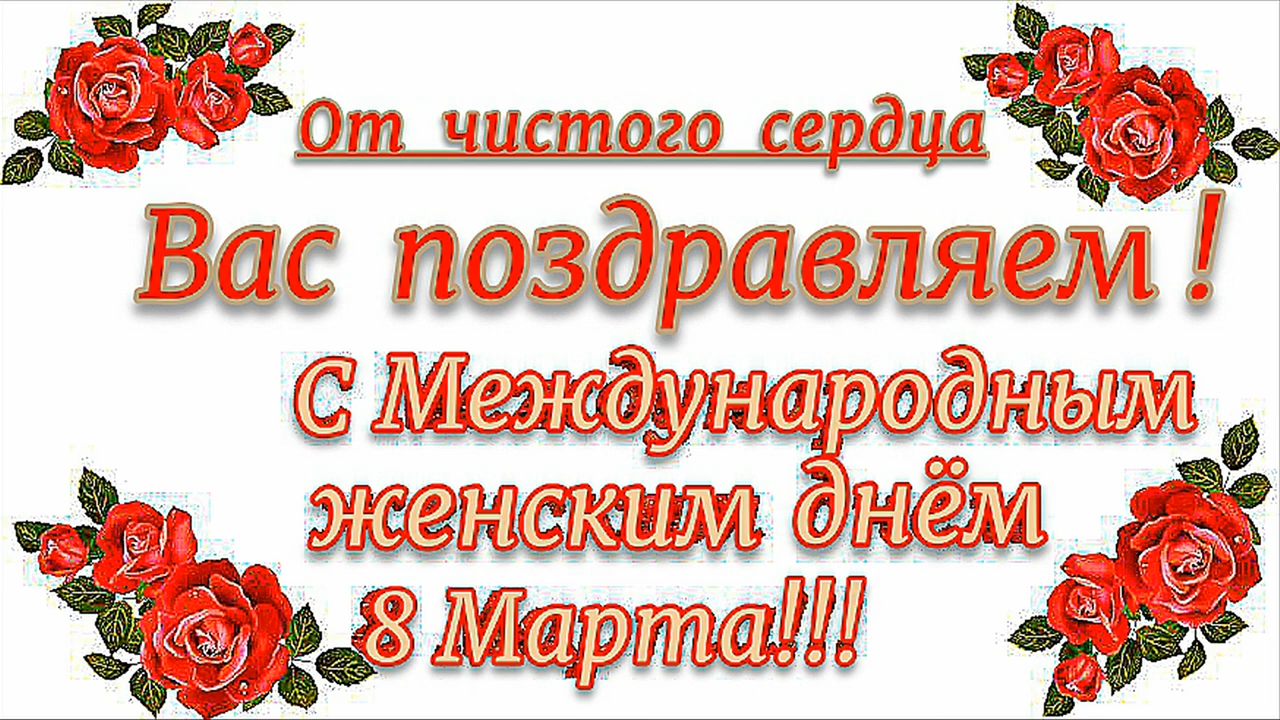 От чистого сердца
Вас поздравляем !
С Международным
женским днём
8 Марта!!!